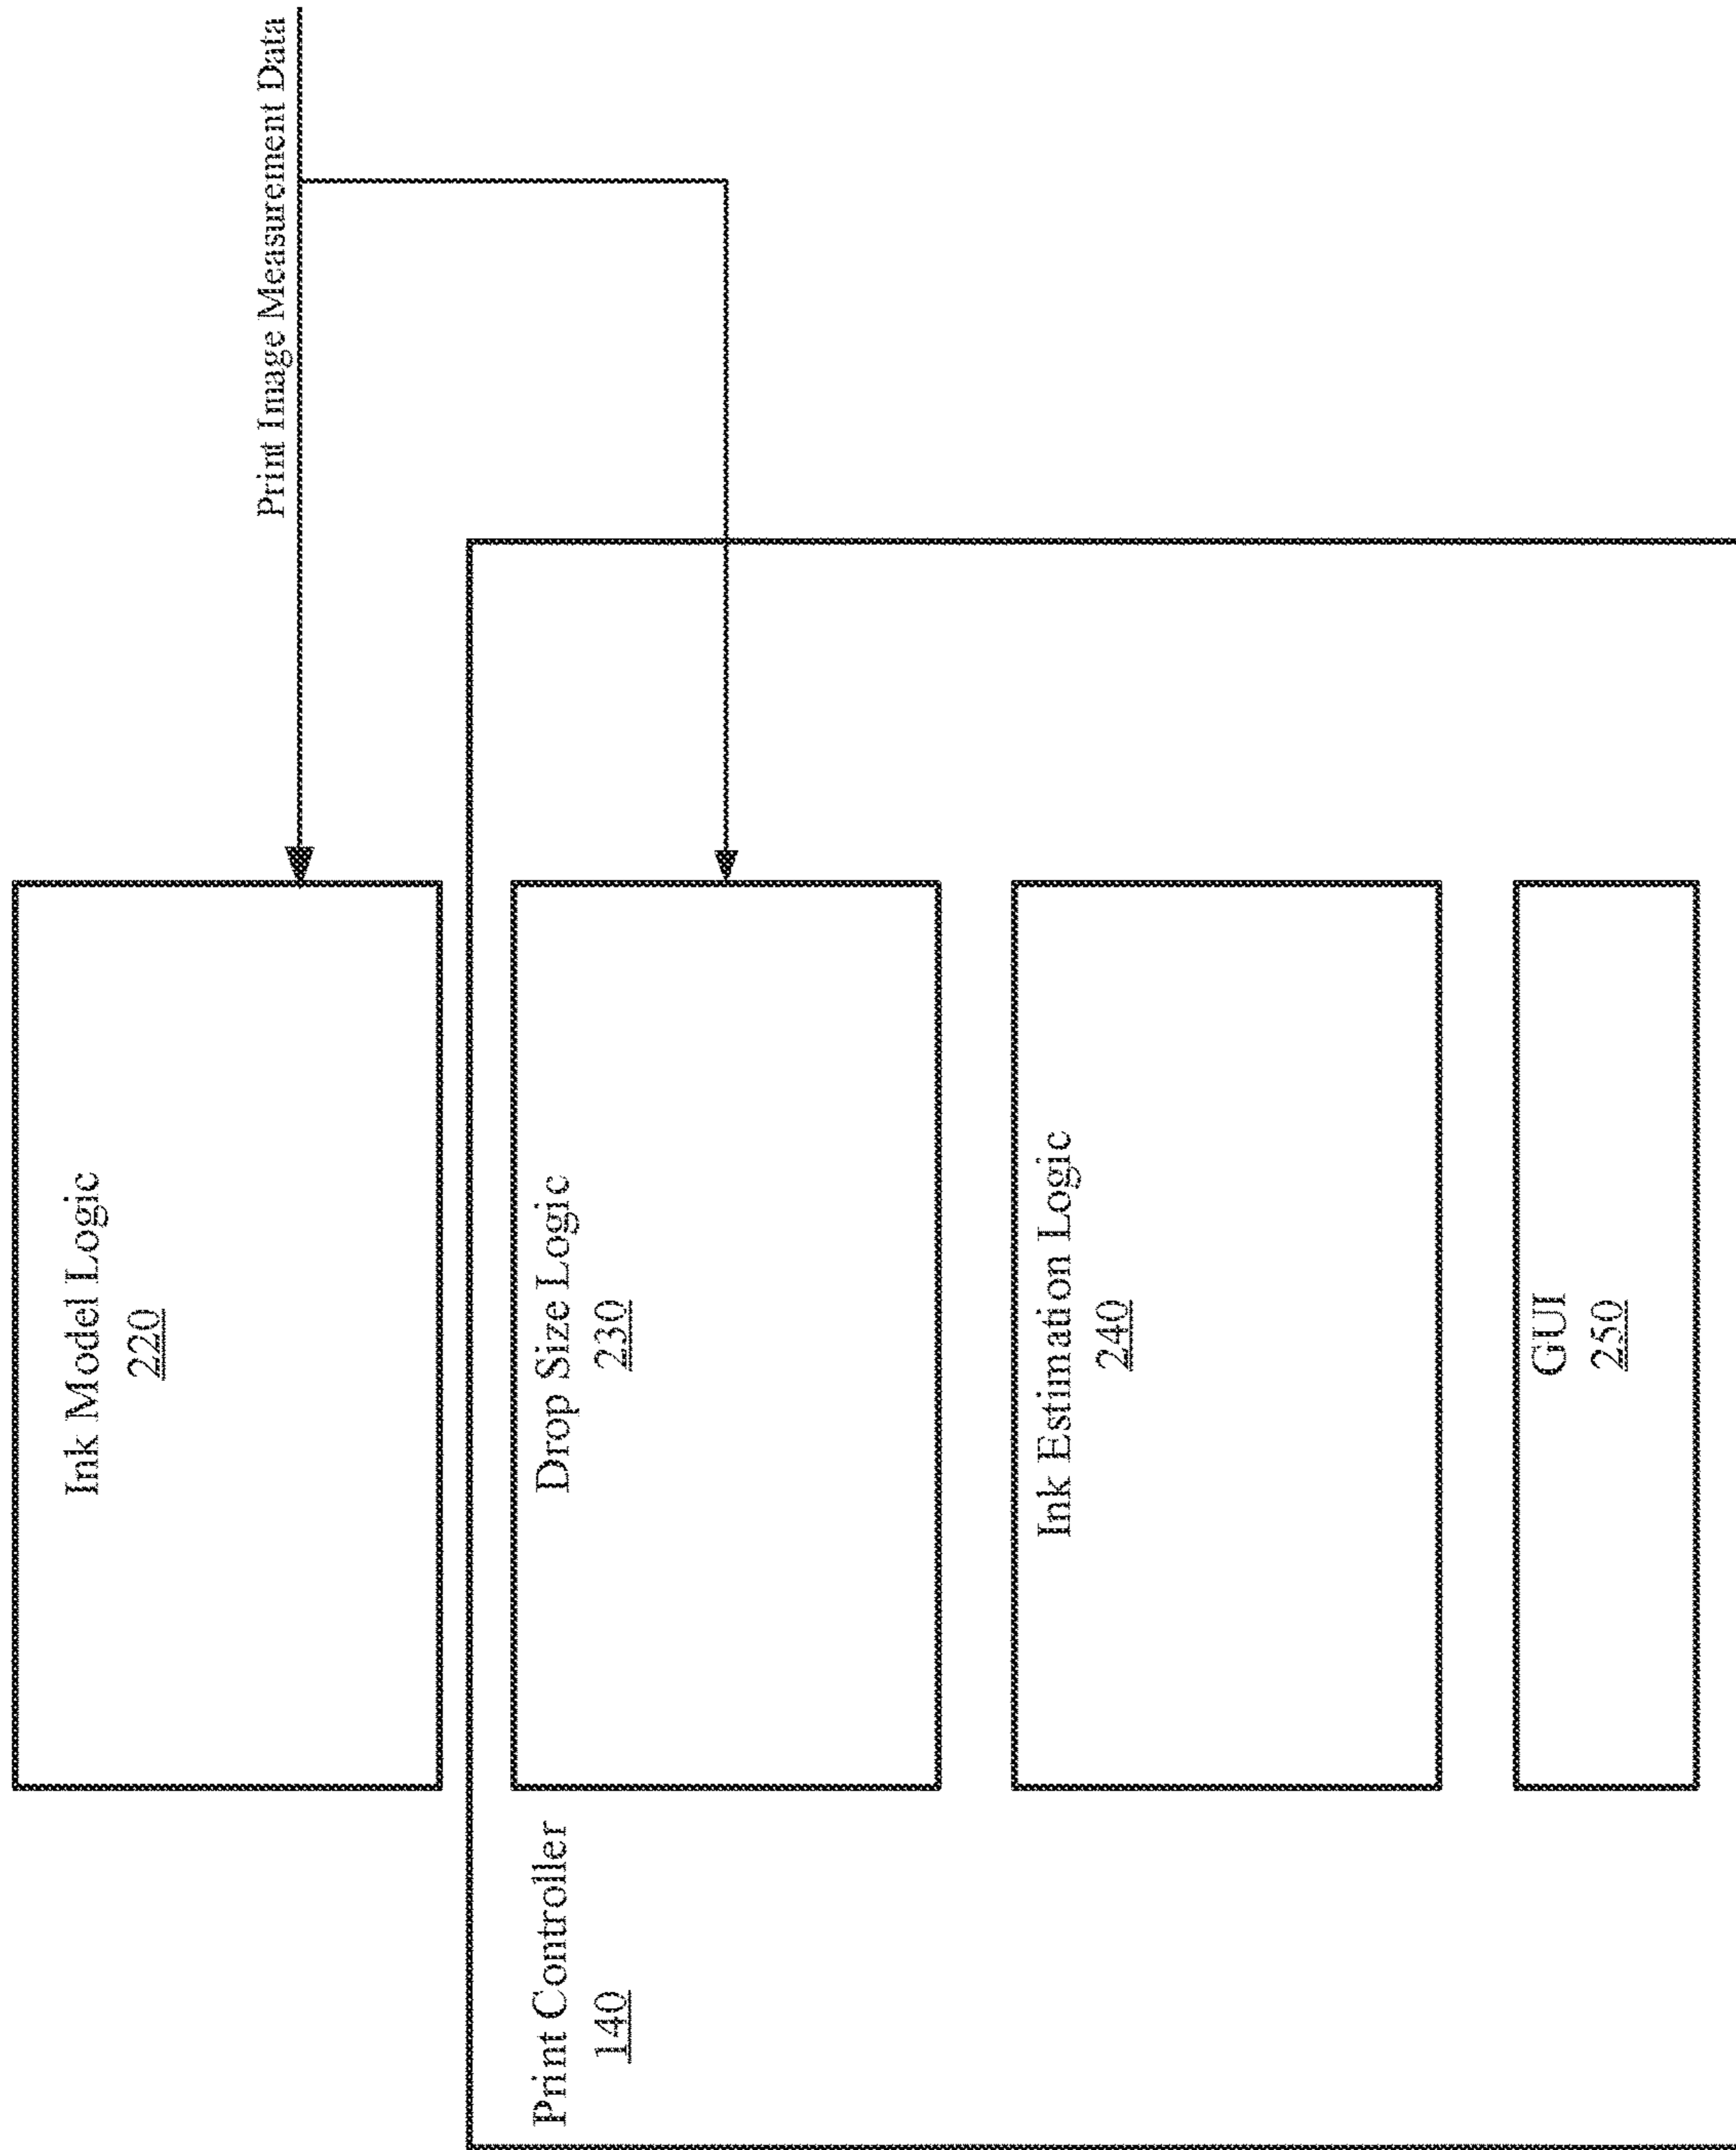 Print Image Measurement Data
Ink Model Logic
220
Print Controller
140
Drop Size Logic
230
Ink Estimation Logic
240
GUI
250